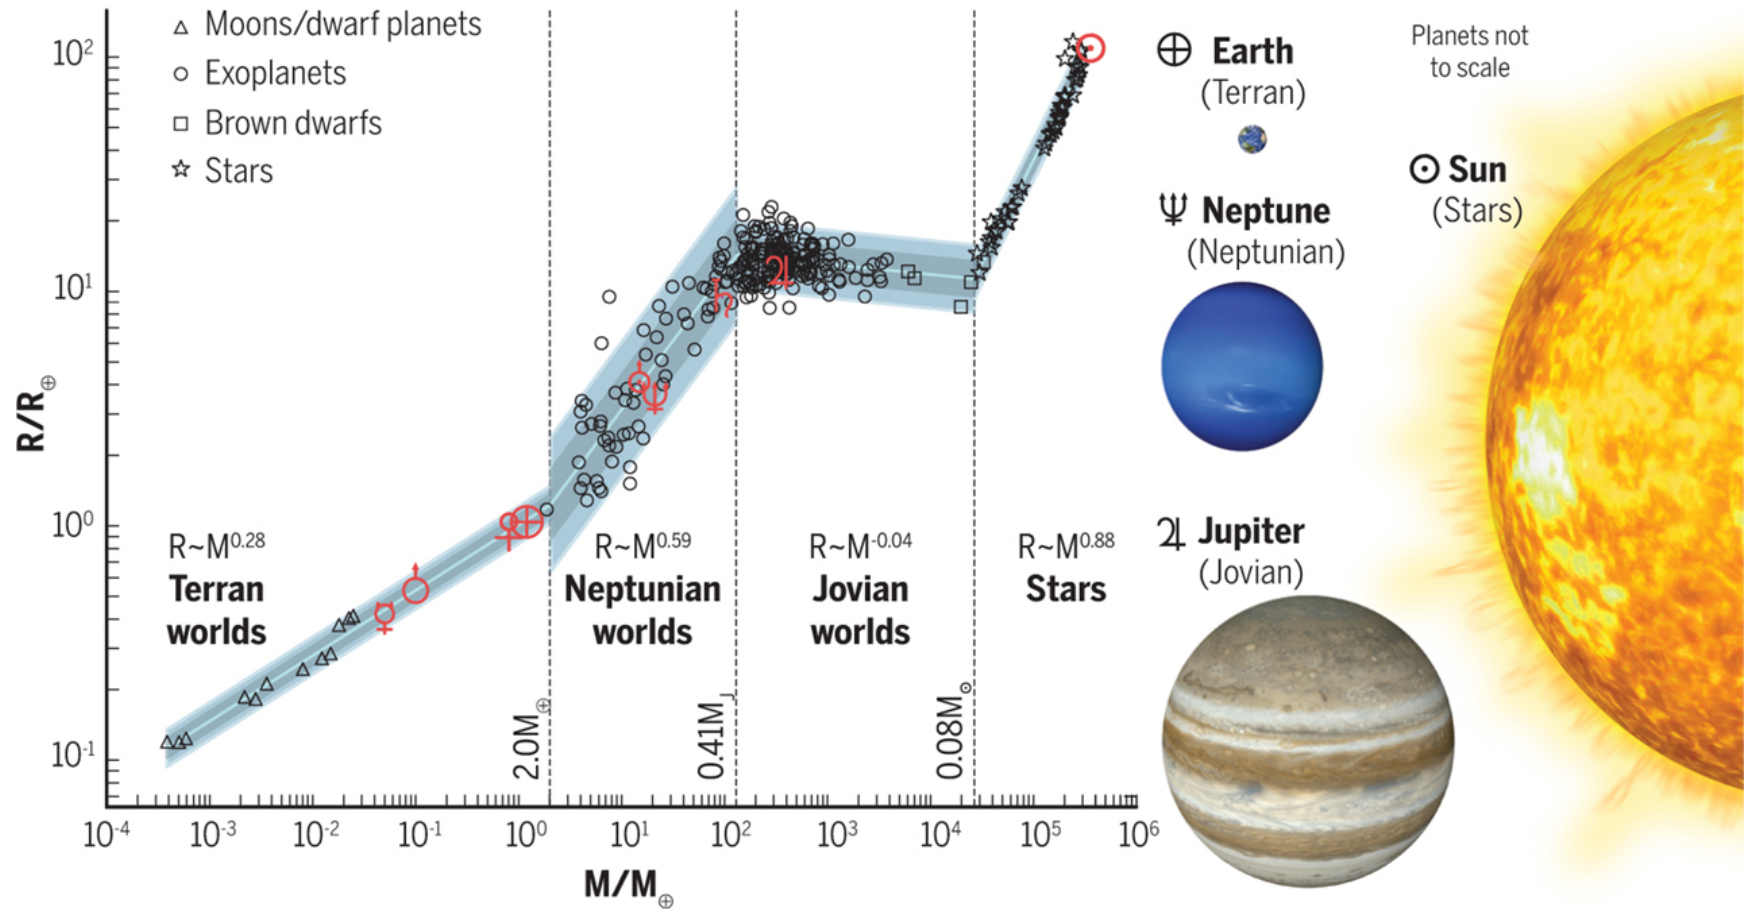 Moons/dwarf planets
Exoplanets
Brown dwarfs
Stars
10²
10¹
10⁰
10⁻¹
R/R⊕
R~M⁰·²⁸
Terran
worlds
R~M⁰·⁵⁹
Neptunian
worlds
R~M⁻⁰·⁰⁴
Jovian
worlds
R~M⁰·⁸⁸
Stars
2.0M⊕
0.41M_J
0.08M⊙
10⁻⁴ 10⁻³ 10⁻² 10⁻¹ 10⁰ 10¹ 10² 10³ 10⁴ 10⁵ 10⁶
M/M⊕
⊕ Earth
(Terran)
♆ Neptune
(Neptunian)
♃ Jupiter
(Jovian)
Planets not
to scale
⊙ Sun
(Stars)